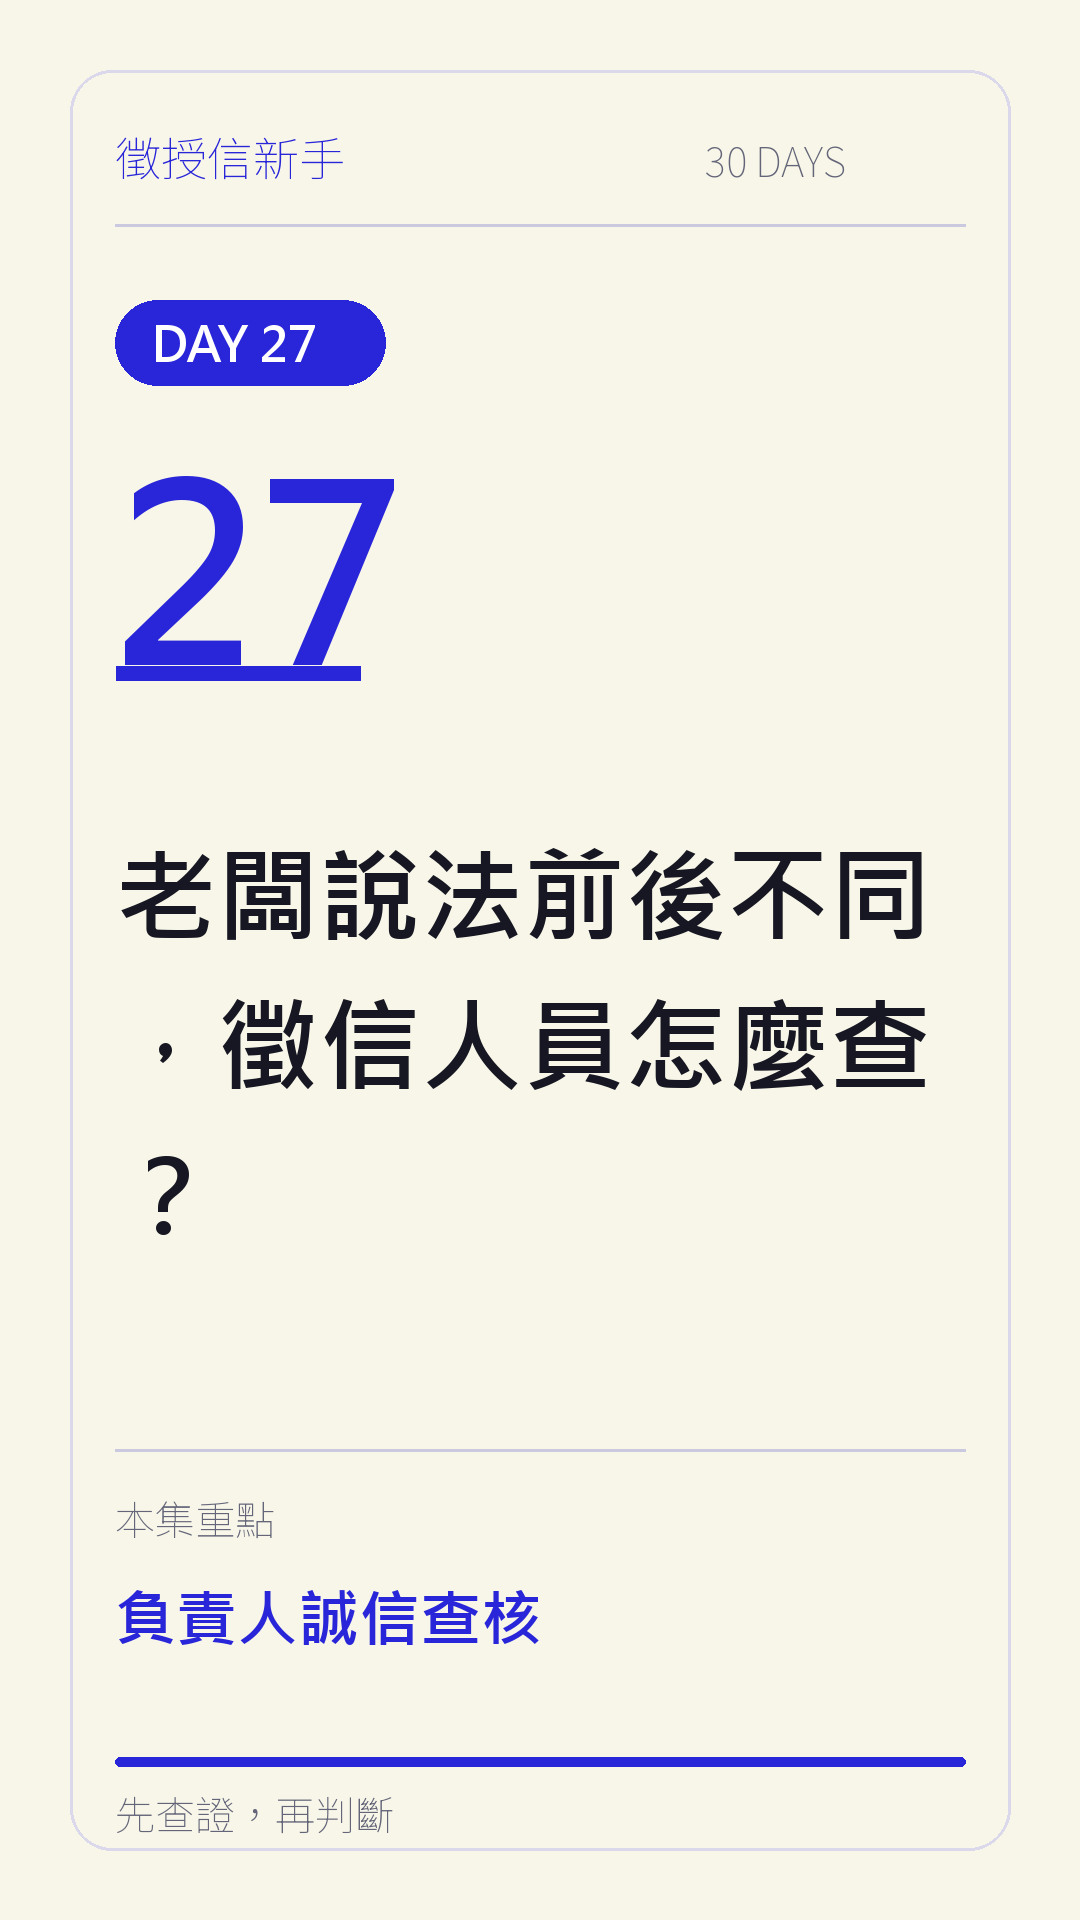 徵授信新手
30 DAYS
DAY 27
27
老闆說法前後不同
，徵信人員怎麼查
？
本集重點
負責人誠信查核
先查證，再判斷